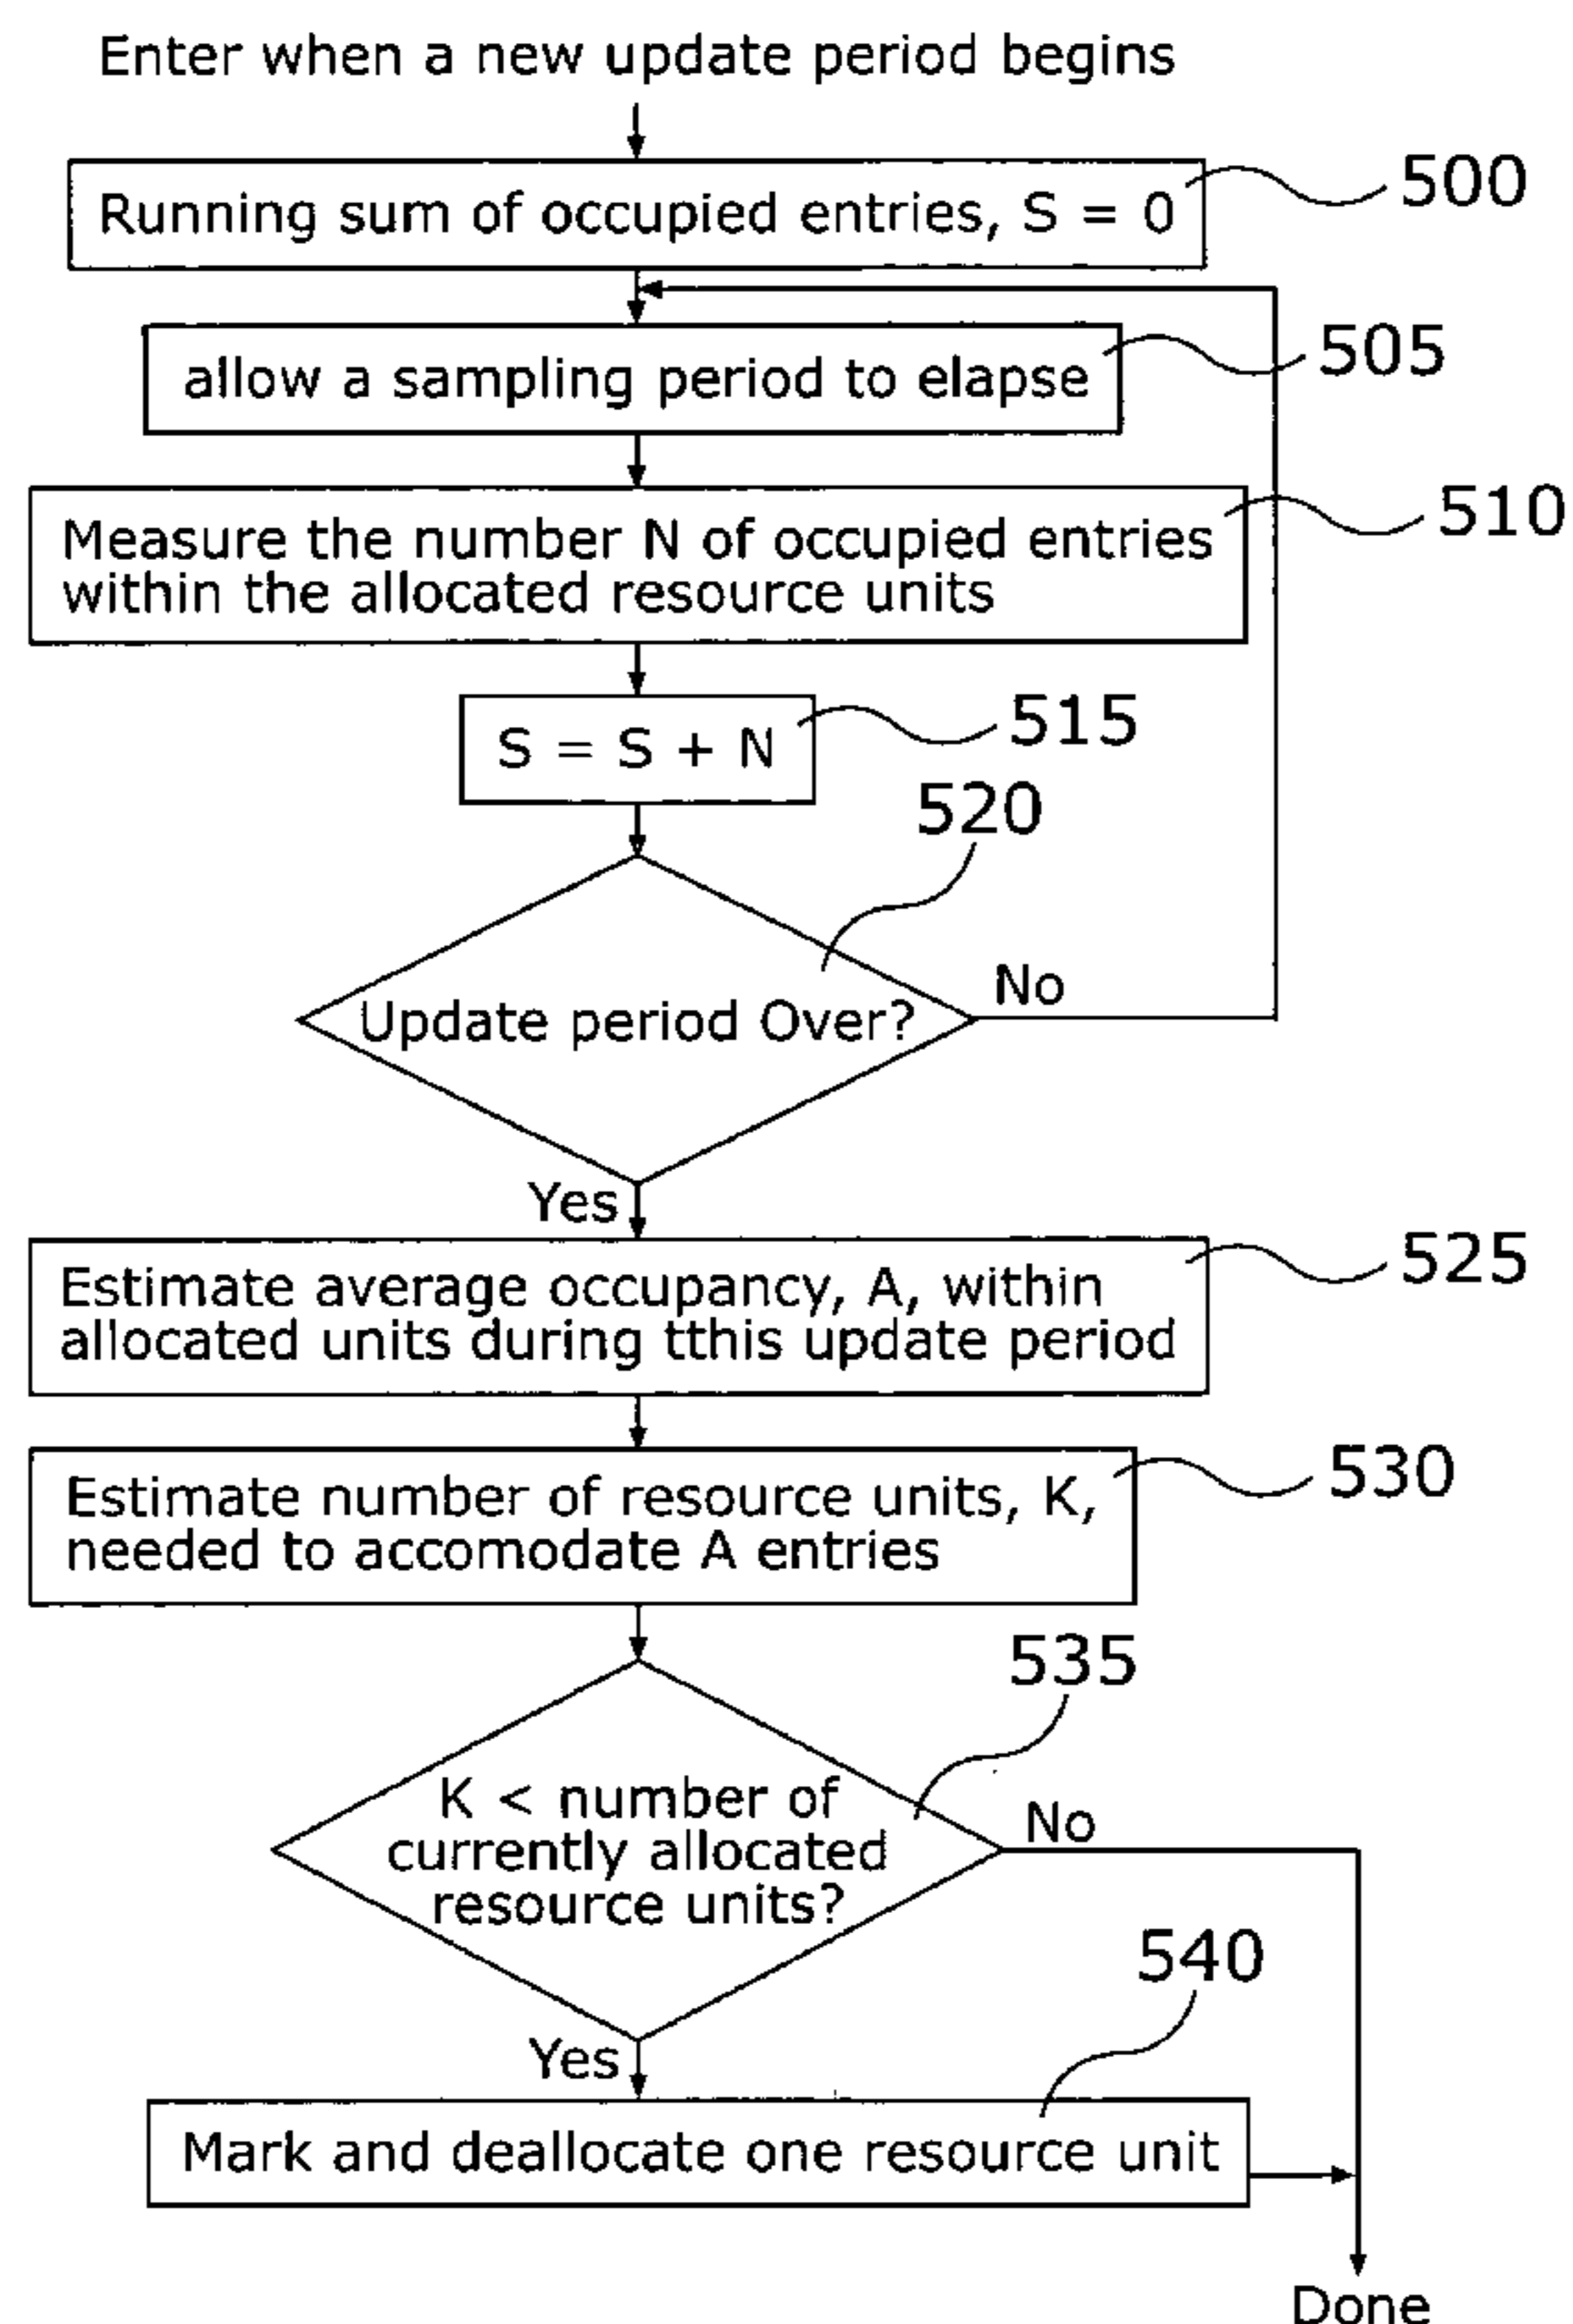 Enter when a new update period begins
Running sum of occupied entries, S = 0
500
allow a sampling period to elapse
505
Measure the number N of occupied entries
within the allocated resource units
510
S = S + N
515
520
Update period Over?
No
Yes
Estimate average occupancy, A, within
allocated units during tthis update period
525
Estimate number of resource units, K,
needed to accomodate A entries
530
535
K < number of
currently allocated
resource units?
No
Yes
540
Mark and deallocate one resource unit
Done